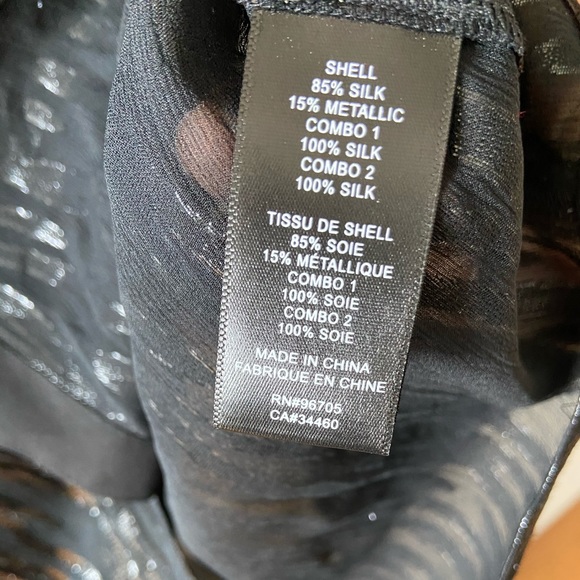 SHELL
85% SILK
15% METALLIC
COMBO 1
100% SILK
COMBO 2
100% SILK
TISSU DE SHELL
85% SOIE
15% MÉTALLIQUE
COMBO 1
100% SOIE
COMBO 2
100% SOIE
MADE IN CHINA
FABRIQUE EN CHINE
RN#96705
CA#34460